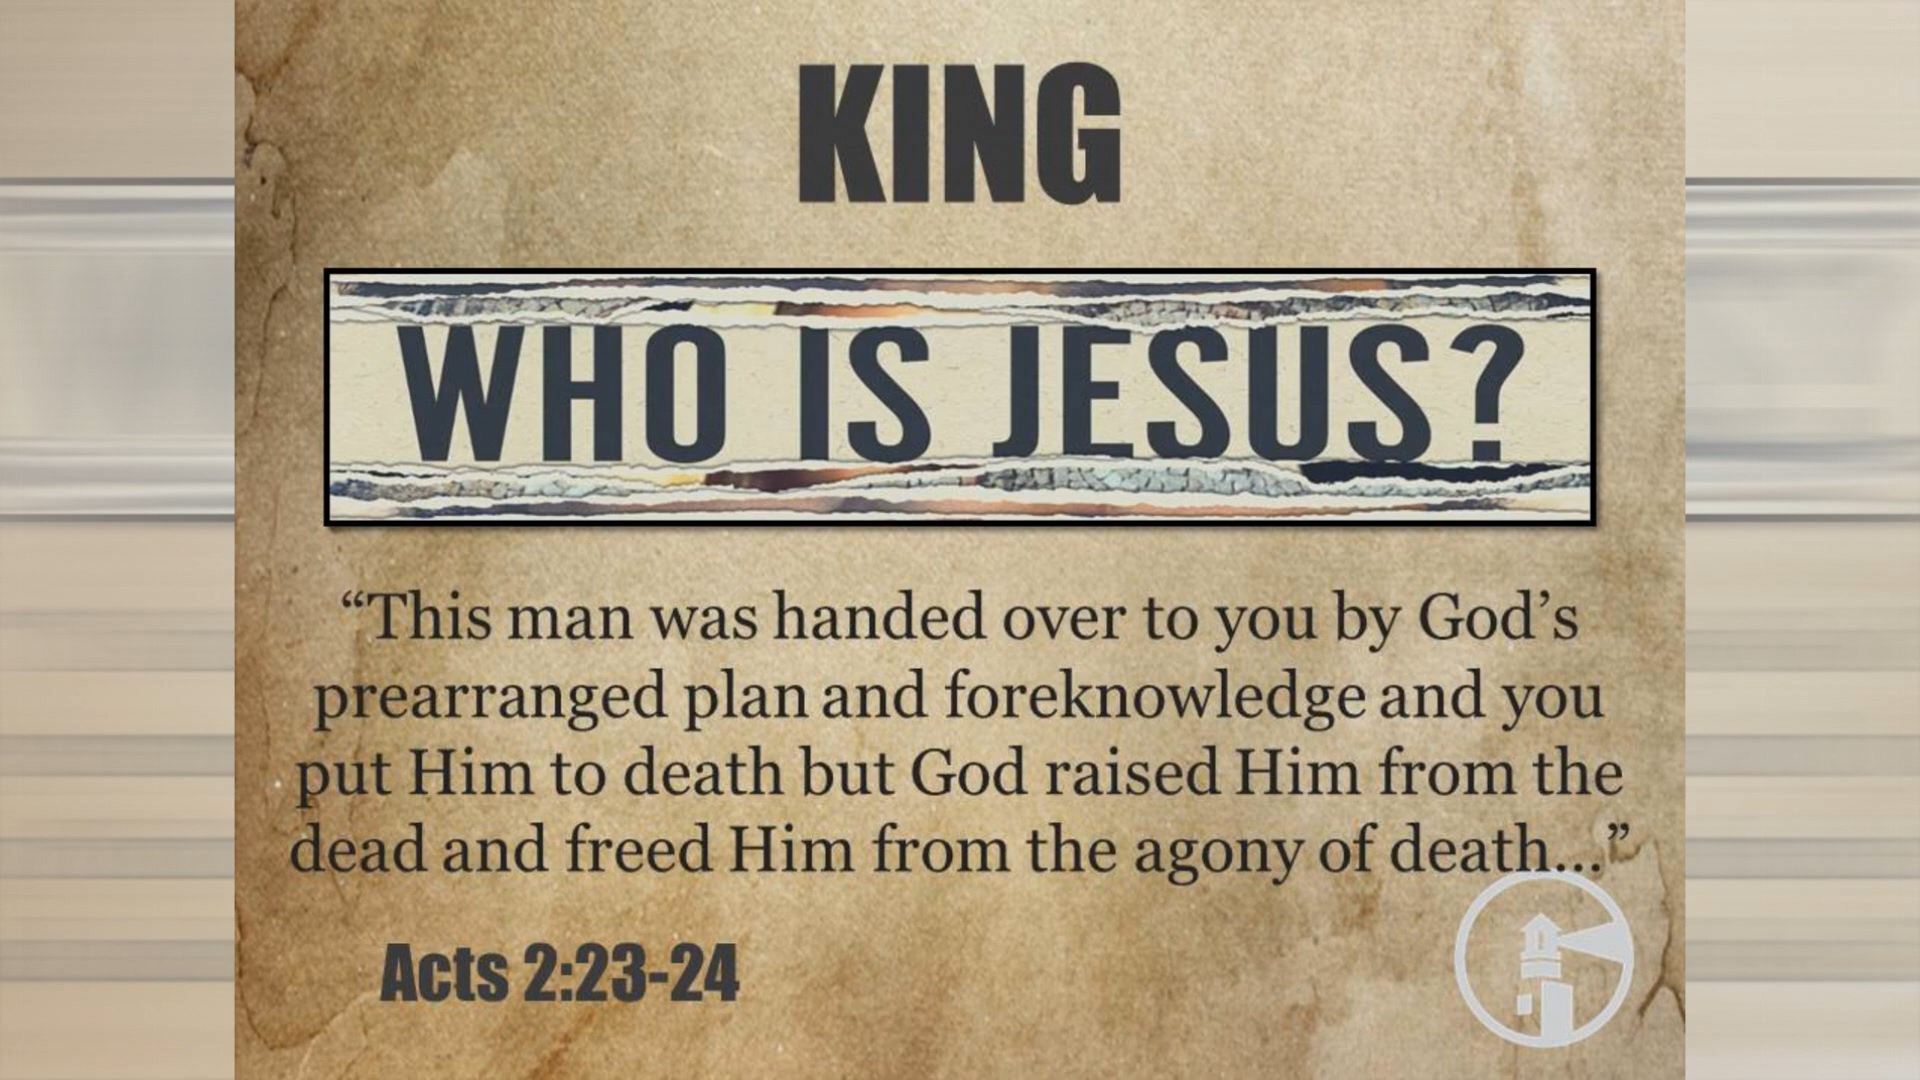 KING
WHO IS JESUS?
“This man was handed over to you by God’s
prearranged plan and foreknowledge and you
put Him to death but God raised Him from the
dead and freed Him from the agony of death...”
Acts 2:23-24